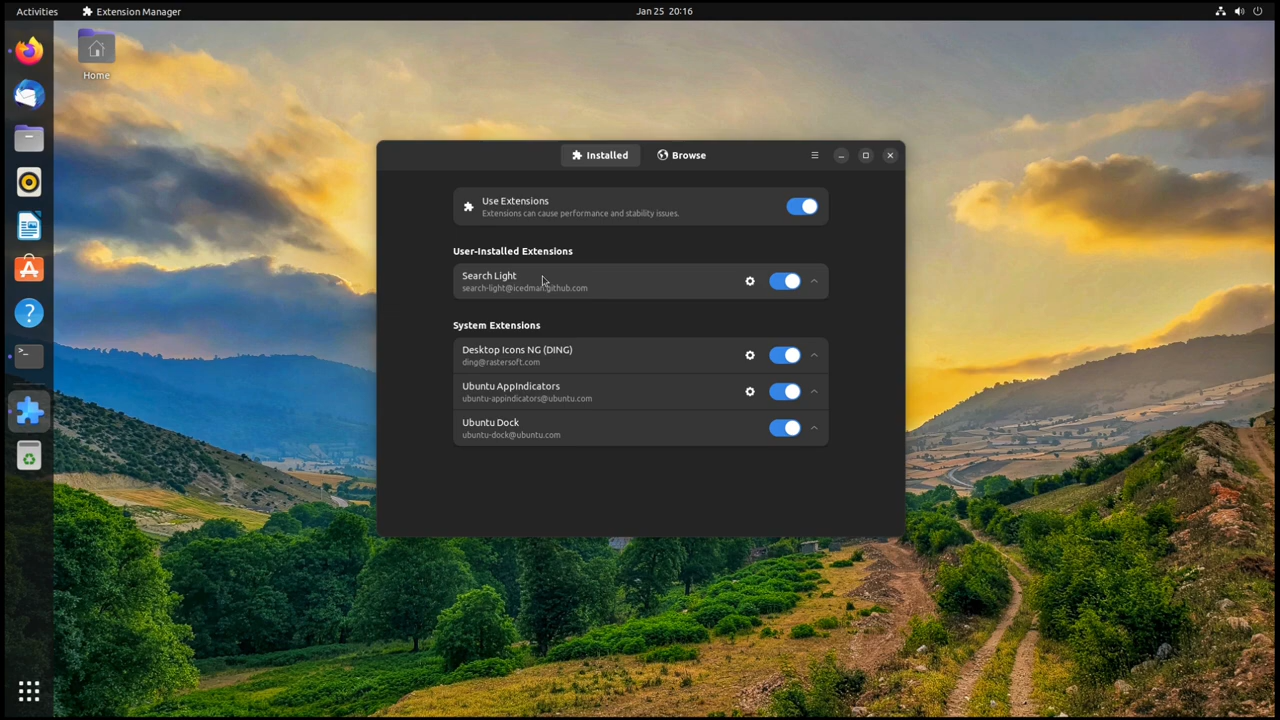 Activities
Extension Manager
Jan 25 20:16
Home
Installed
Browse
Use Extensions
Extensions can cause performance and stability issues.
User-Installed Extensions
Search Light
search-light@icedman.github.com
System Extensions
Desktop Icons NG (DING)
ding@rastersoft.com
Ubuntu AppIndicators
ubuntu-appindicators@ubuntu.com
Ubuntu Dock
ubuntu-dock@ubuntu.com